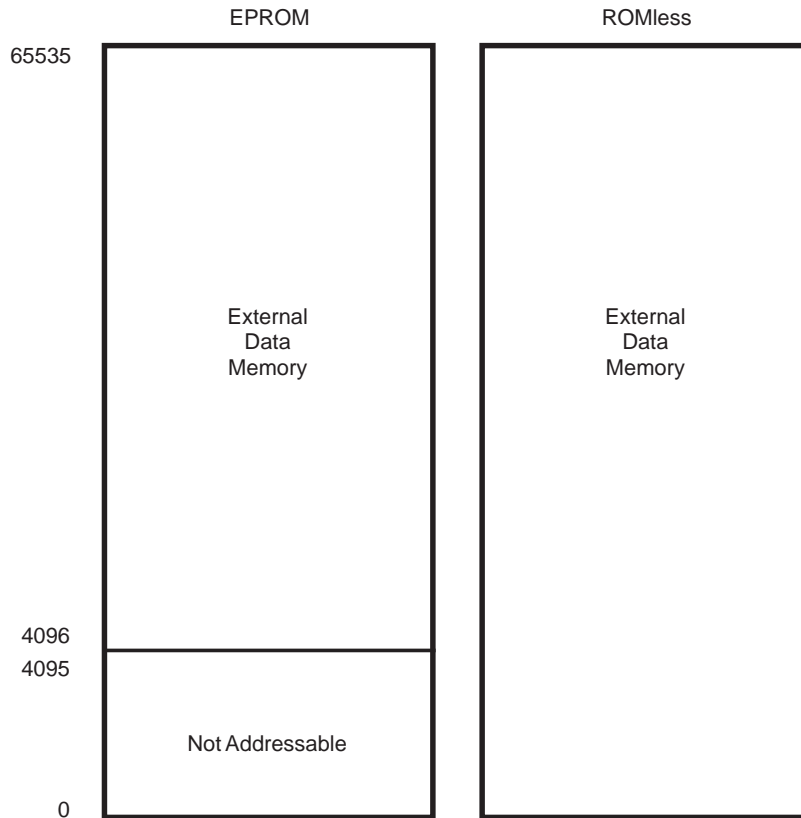 EPROM
ROMless
65535
External
Data
Memory
External
Data
Memory
4096
4095
Not Addressable
0